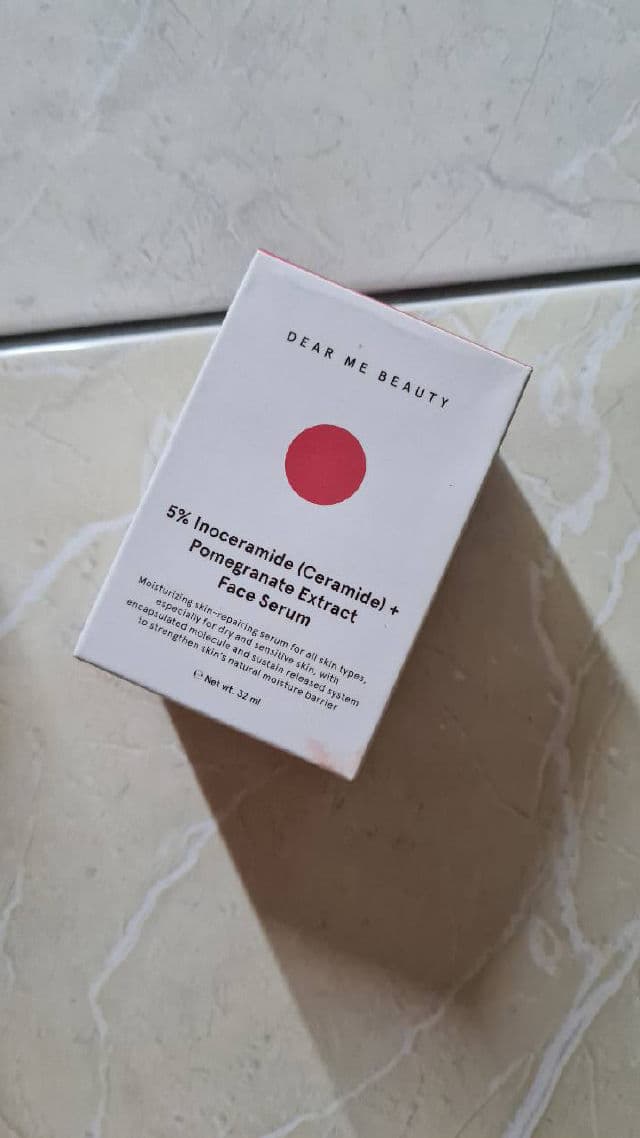 DEAR ME BEAUTY
5% Inoceramide (Ceramide) +
Pomegranate Extract
Face Serum
Moisturizing skin-repairing serum for all skin types,
especially for dry and sensitive skin, with
encapsulated molecule and sustain released system
to strengthen skin's natural moisture barrier
℮ Net wt. 32 ml